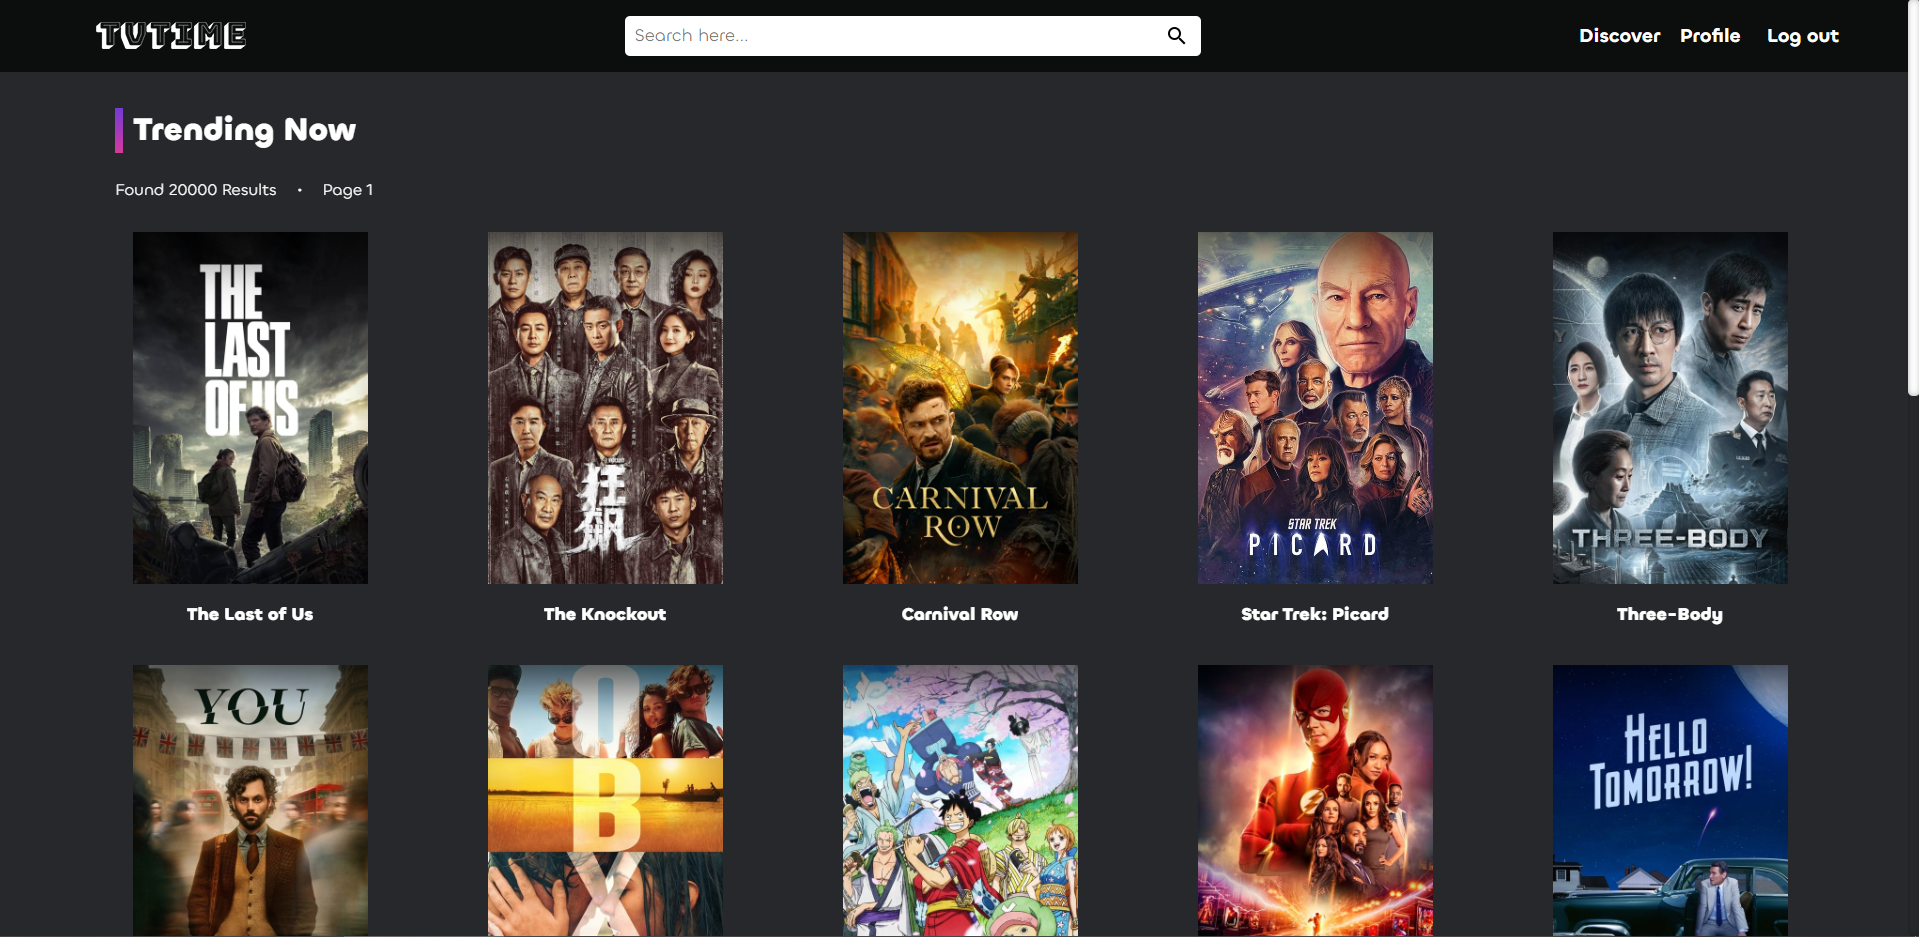 TVTIME
Search here...
Discover
Profile
Log out
Trending Now
Found 20000 Results • Page 1
THE
LAST
OF US
狂
飙
CARNIVAL
ROW
STAR TREK
PICARD
THREE-BODY
The Last of Us
The Knockout
Carnival Row
Star Trek: Picard
Three-Body
YOU
O
B
X
HELLO
TOMORROW!